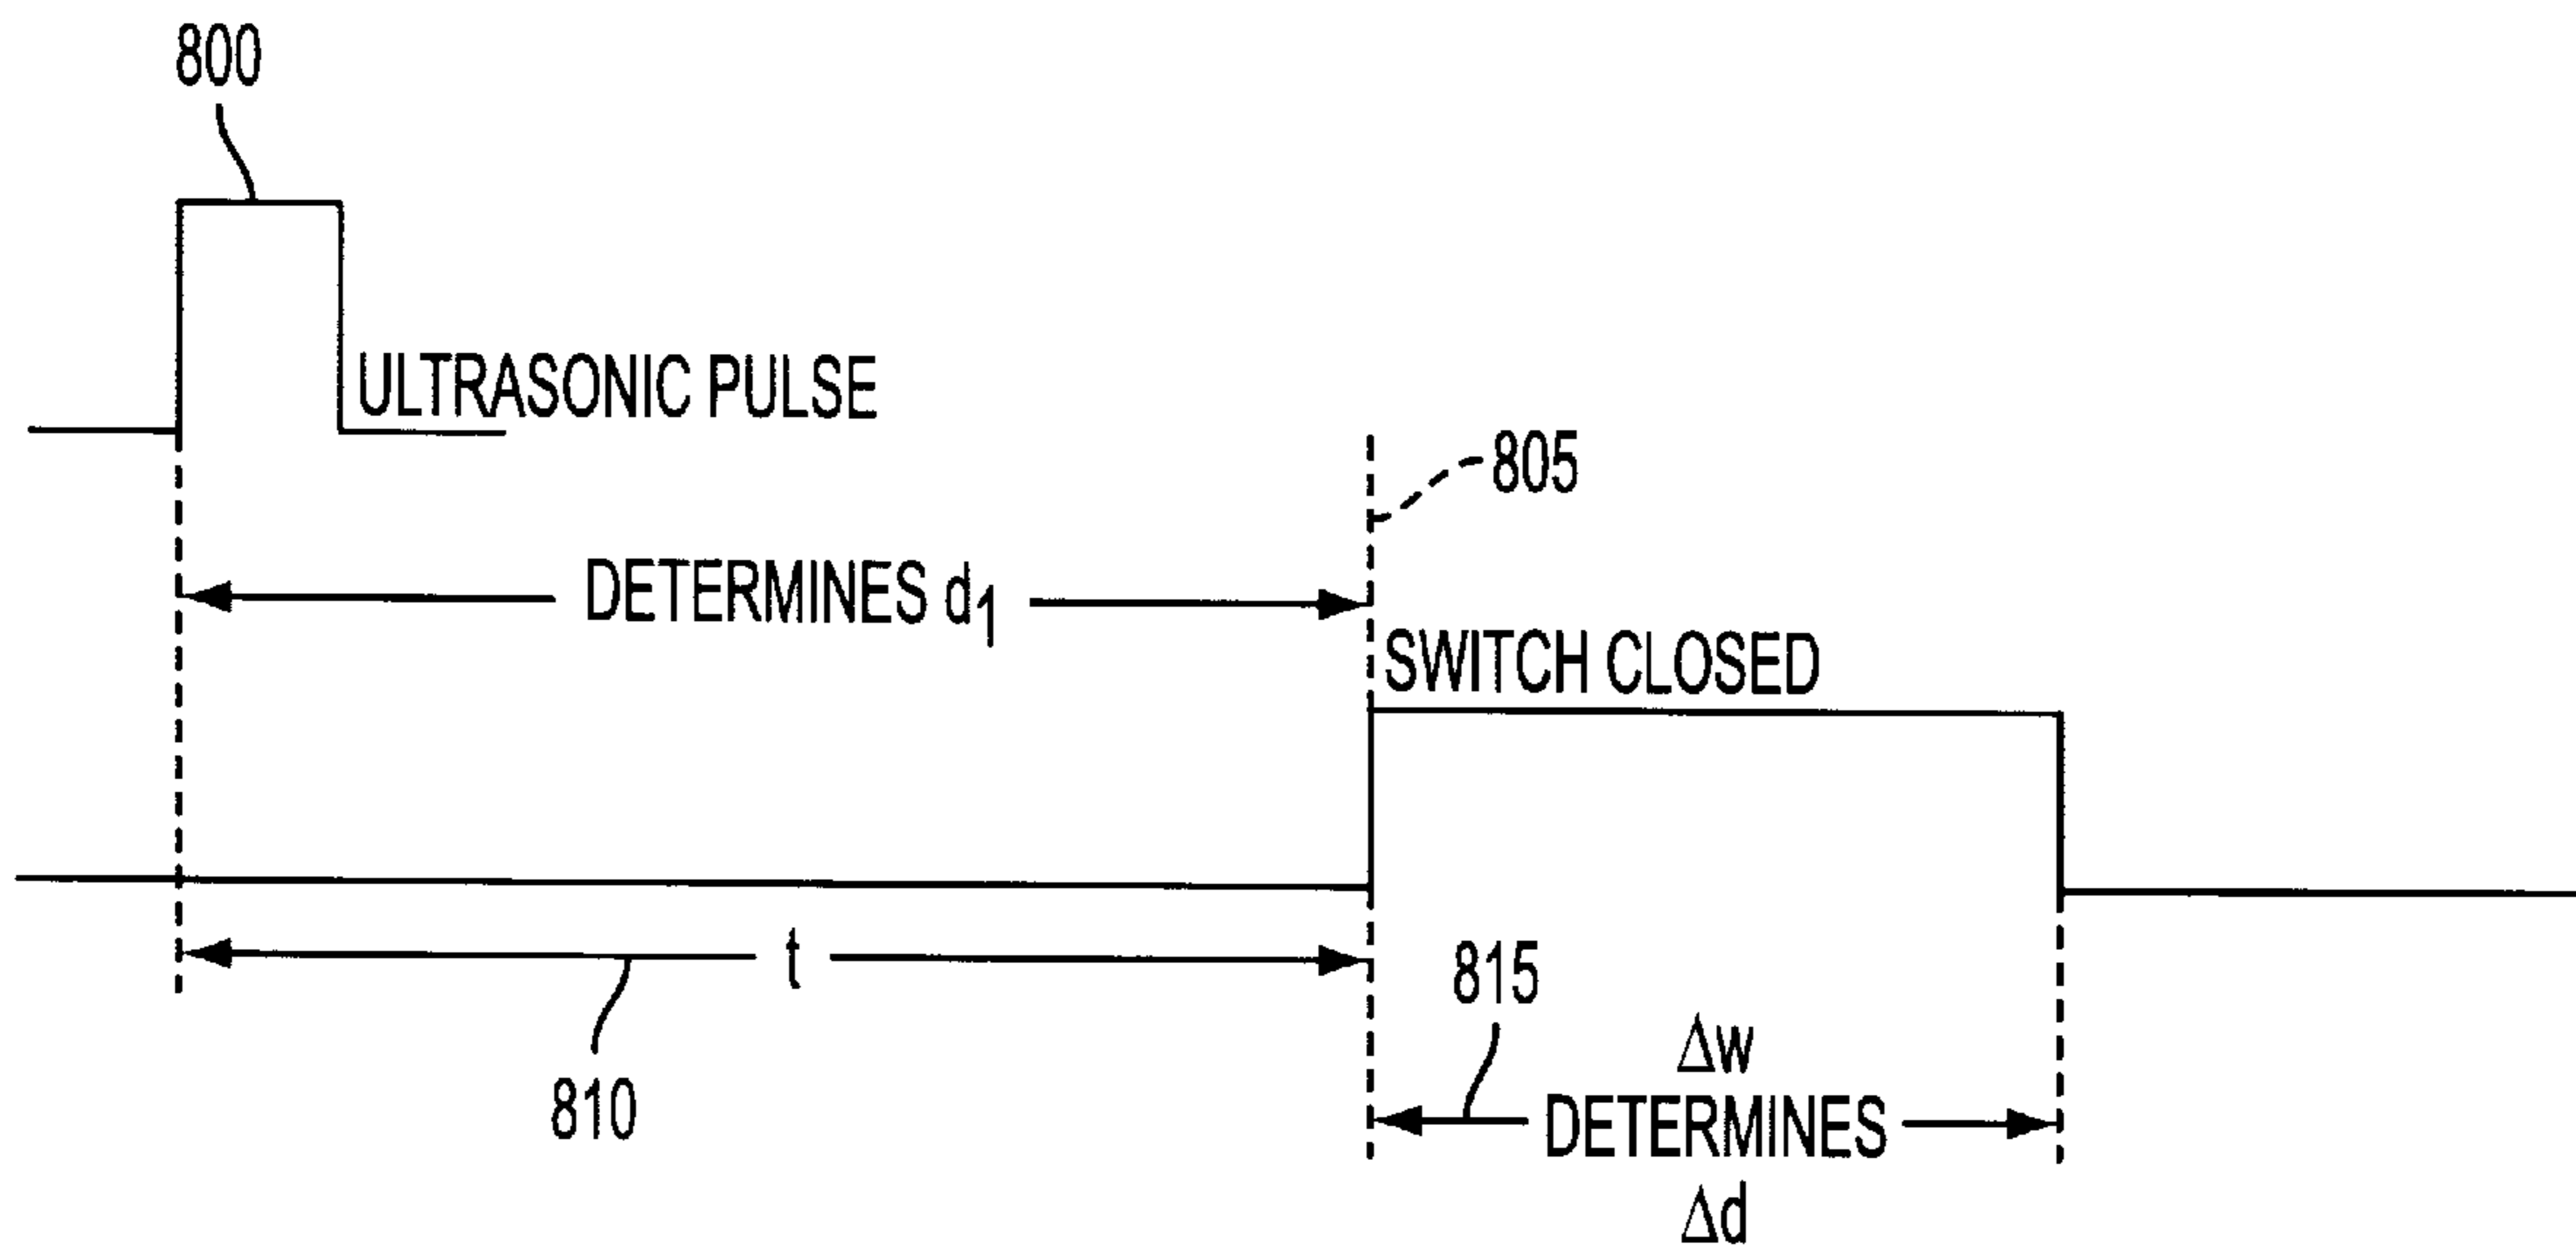 800
ULTRASONIC PULSE
805
DETERMINES d1
SWITCH CLOSED
t
810
815
Δw
DETERMINES
Δd